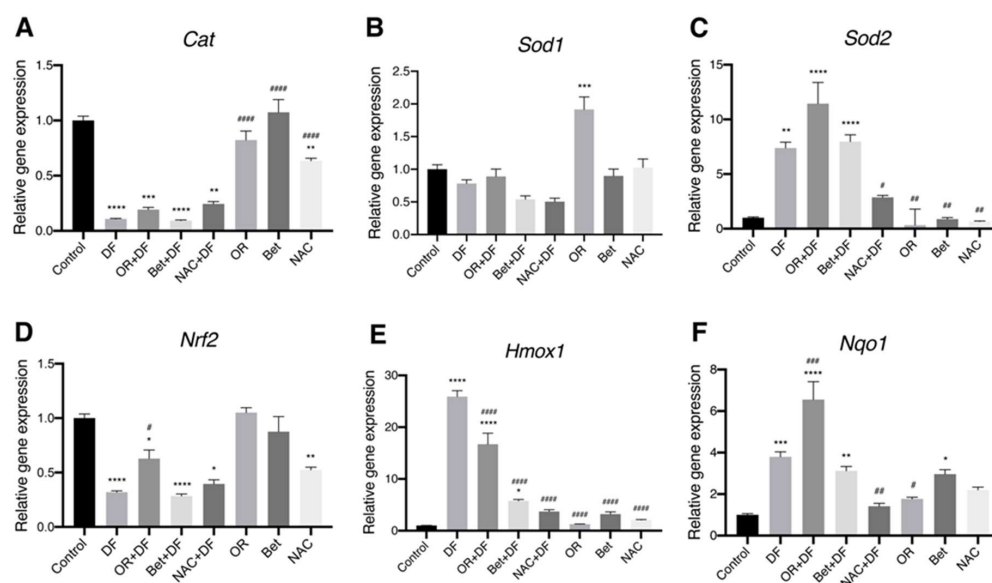 A
Cat
Relative gene expression
1.5
1.0
0.5
0.0
****
***
****
**
####
####
####
**
Control
DF
OR+DF
Bet+DF
NAC+DF
OR
Bet
NAC
B
Sod1
Relative gene expression
2.5
2.0
1.5
1.0
0.5
0.0
***
Control
DF
OR+DF
Bet+DF
NAC+DF
OR
Bet
NAC
C
Sod2
Relative gene expression
15
10
5
0
**
****
****
#
##
##
##
Control
DF
OR+DF
Bet+DF
NAC+DF
OR
Bet
NAC
D
Nrf2
Relative gene expression
1.5
1.0
0.5
0.0
****
#
*
****
*
**
Control
DF
OR+DF
Bet+DF
NAC+DF
OR
Bet
NAC
E
Hmox1
Relative gene expression
30
20
10
0
****
####
****
####
*
####
####
####
####
Control
DF
OR+DF
Bet+DF
NAC+DF
OR
Bet
NAC
F
Nqo1
Relative gene expression
8
6
4
2
0
***
###
****
**
##
#
*
Control
DF
OR+DF
Bet+DF
NAC+DF
OR
Bet
NAC